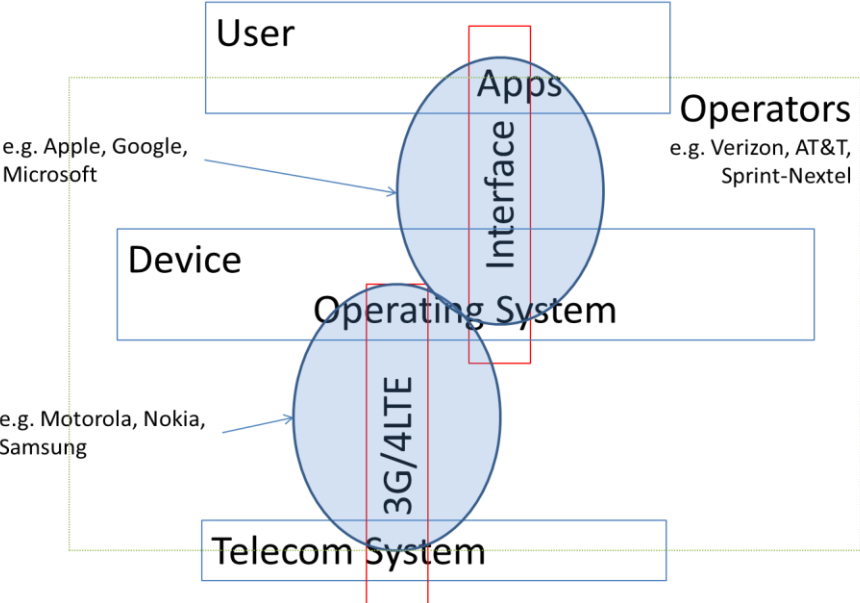 User
Apps
Operators
e.g. Verizon, AT&T,
Sprint-Nextel
e.g. Apple, Google,
Microsoft
Interface
Device
Operating System
e.g. Motorola, Nokia,
Samsung
3G/4LTE
Telecom System